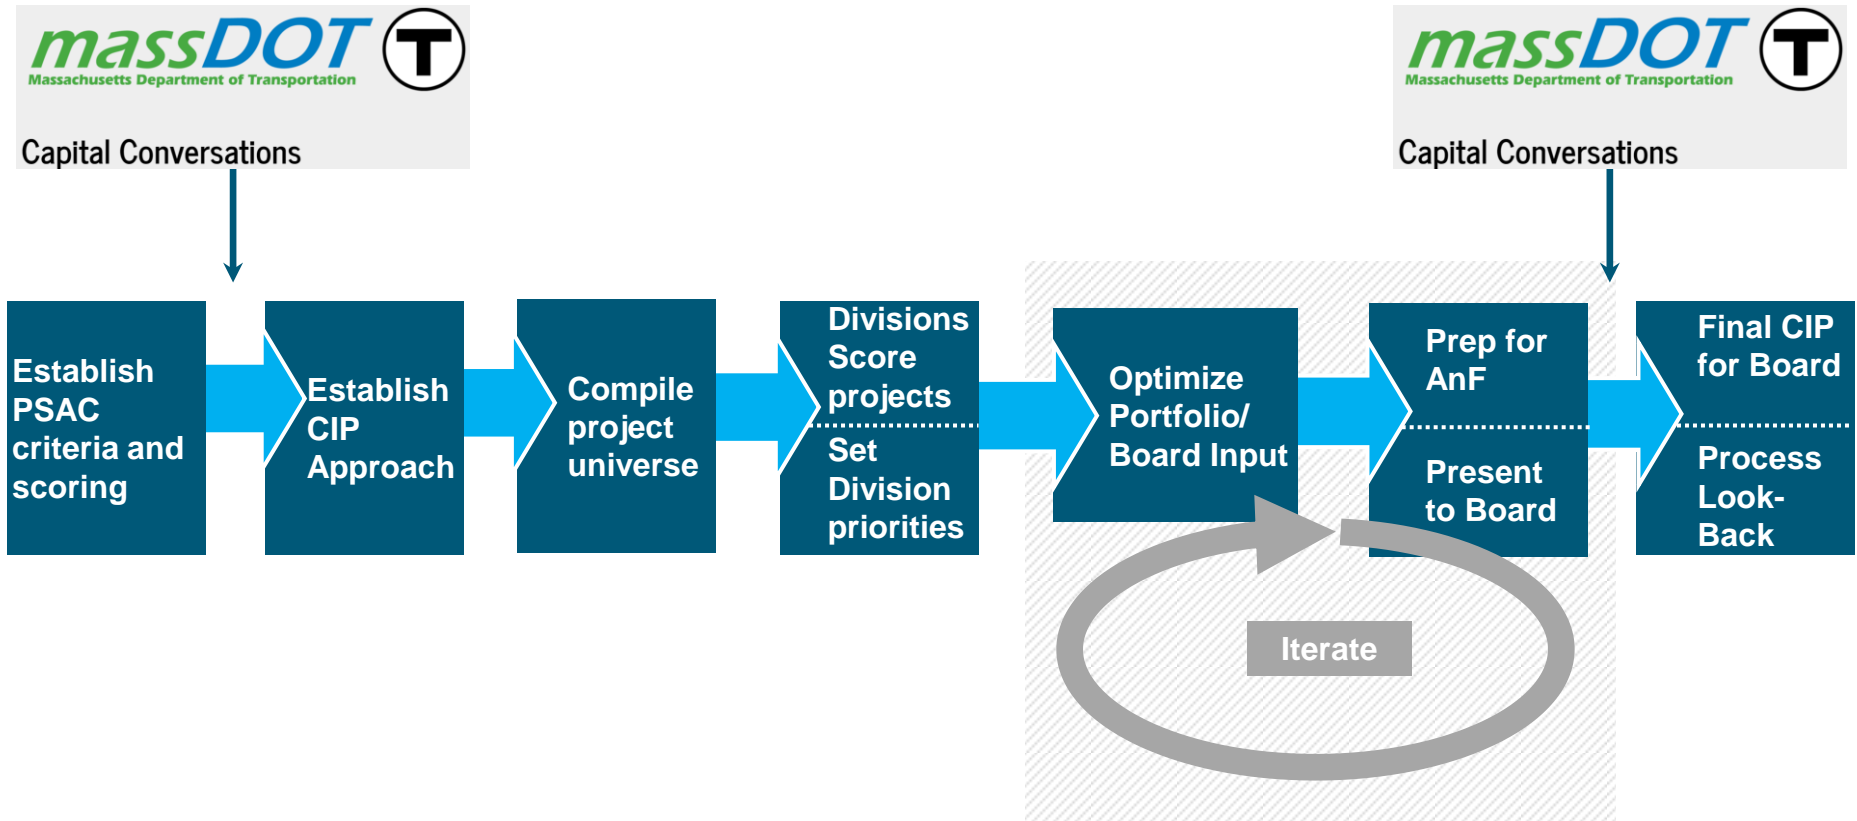 massDOT T
Massachusetts Department of Transportation
Capital Conversations
massDOT T
Massachusetts Department of Transportation
Capital Conversations
Establish
PSAC
criteria and
scoring
Establish
CIP
Approach
Compile
project
universe
Divisions
Score
projects
Set
Division
priorities
Optimize
Portfolio/
Board Input
Prep for
AnF
Present
to Board
Final CIP
for Board
Process
Look-
Back
Iterate